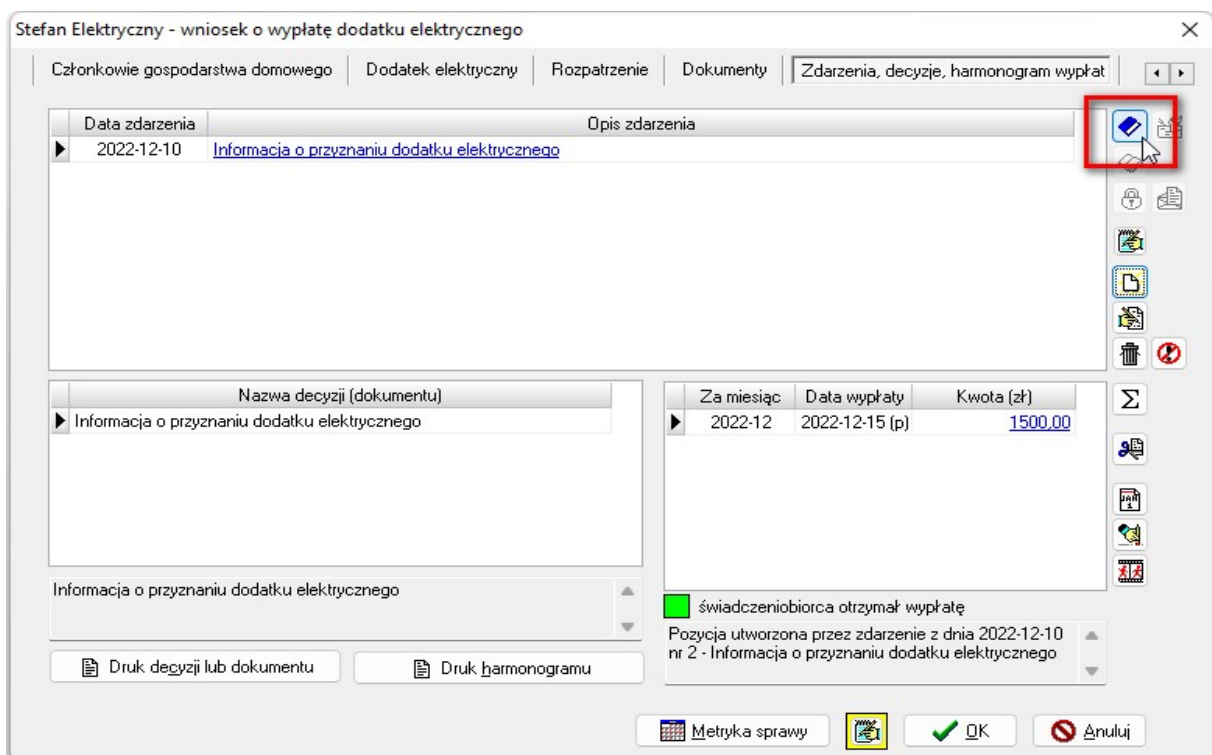 Stefan Elektryczny - wniosek o wypłatę dodatku elektrycznego
Członkowie gospodarstwa domowego
Dodatek elektryczny
Rozpatrzenie
Dokumenty
Zdarzenia, decyzje, harmonogram wypłat
Data zdarzenia
Opis zdarzenia
2022-12-10
Informacja o przyznaniu dodatku elektrycznego
Nazwa decyzji (dokumentu)
Informacja o przyznaniu dodatku elektrycznego
Za miesiąc
Data wypłaty
Kwota (zł)
2022-12
2022-12-15 (p)
1500,00
Informacja o przyznaniu dodatku elektrycznego
świadczeniobiorca otrzymał wypłatę
Pozycja utworzona przez zdarzenie z dnia 2022-12-10
nr 2 - Informacja o przyznaniu dodatku elektrycznego
Druk decyzji lub dokumentu
Druk harmonogramu
Metryka sprawy
OK
Anuluj